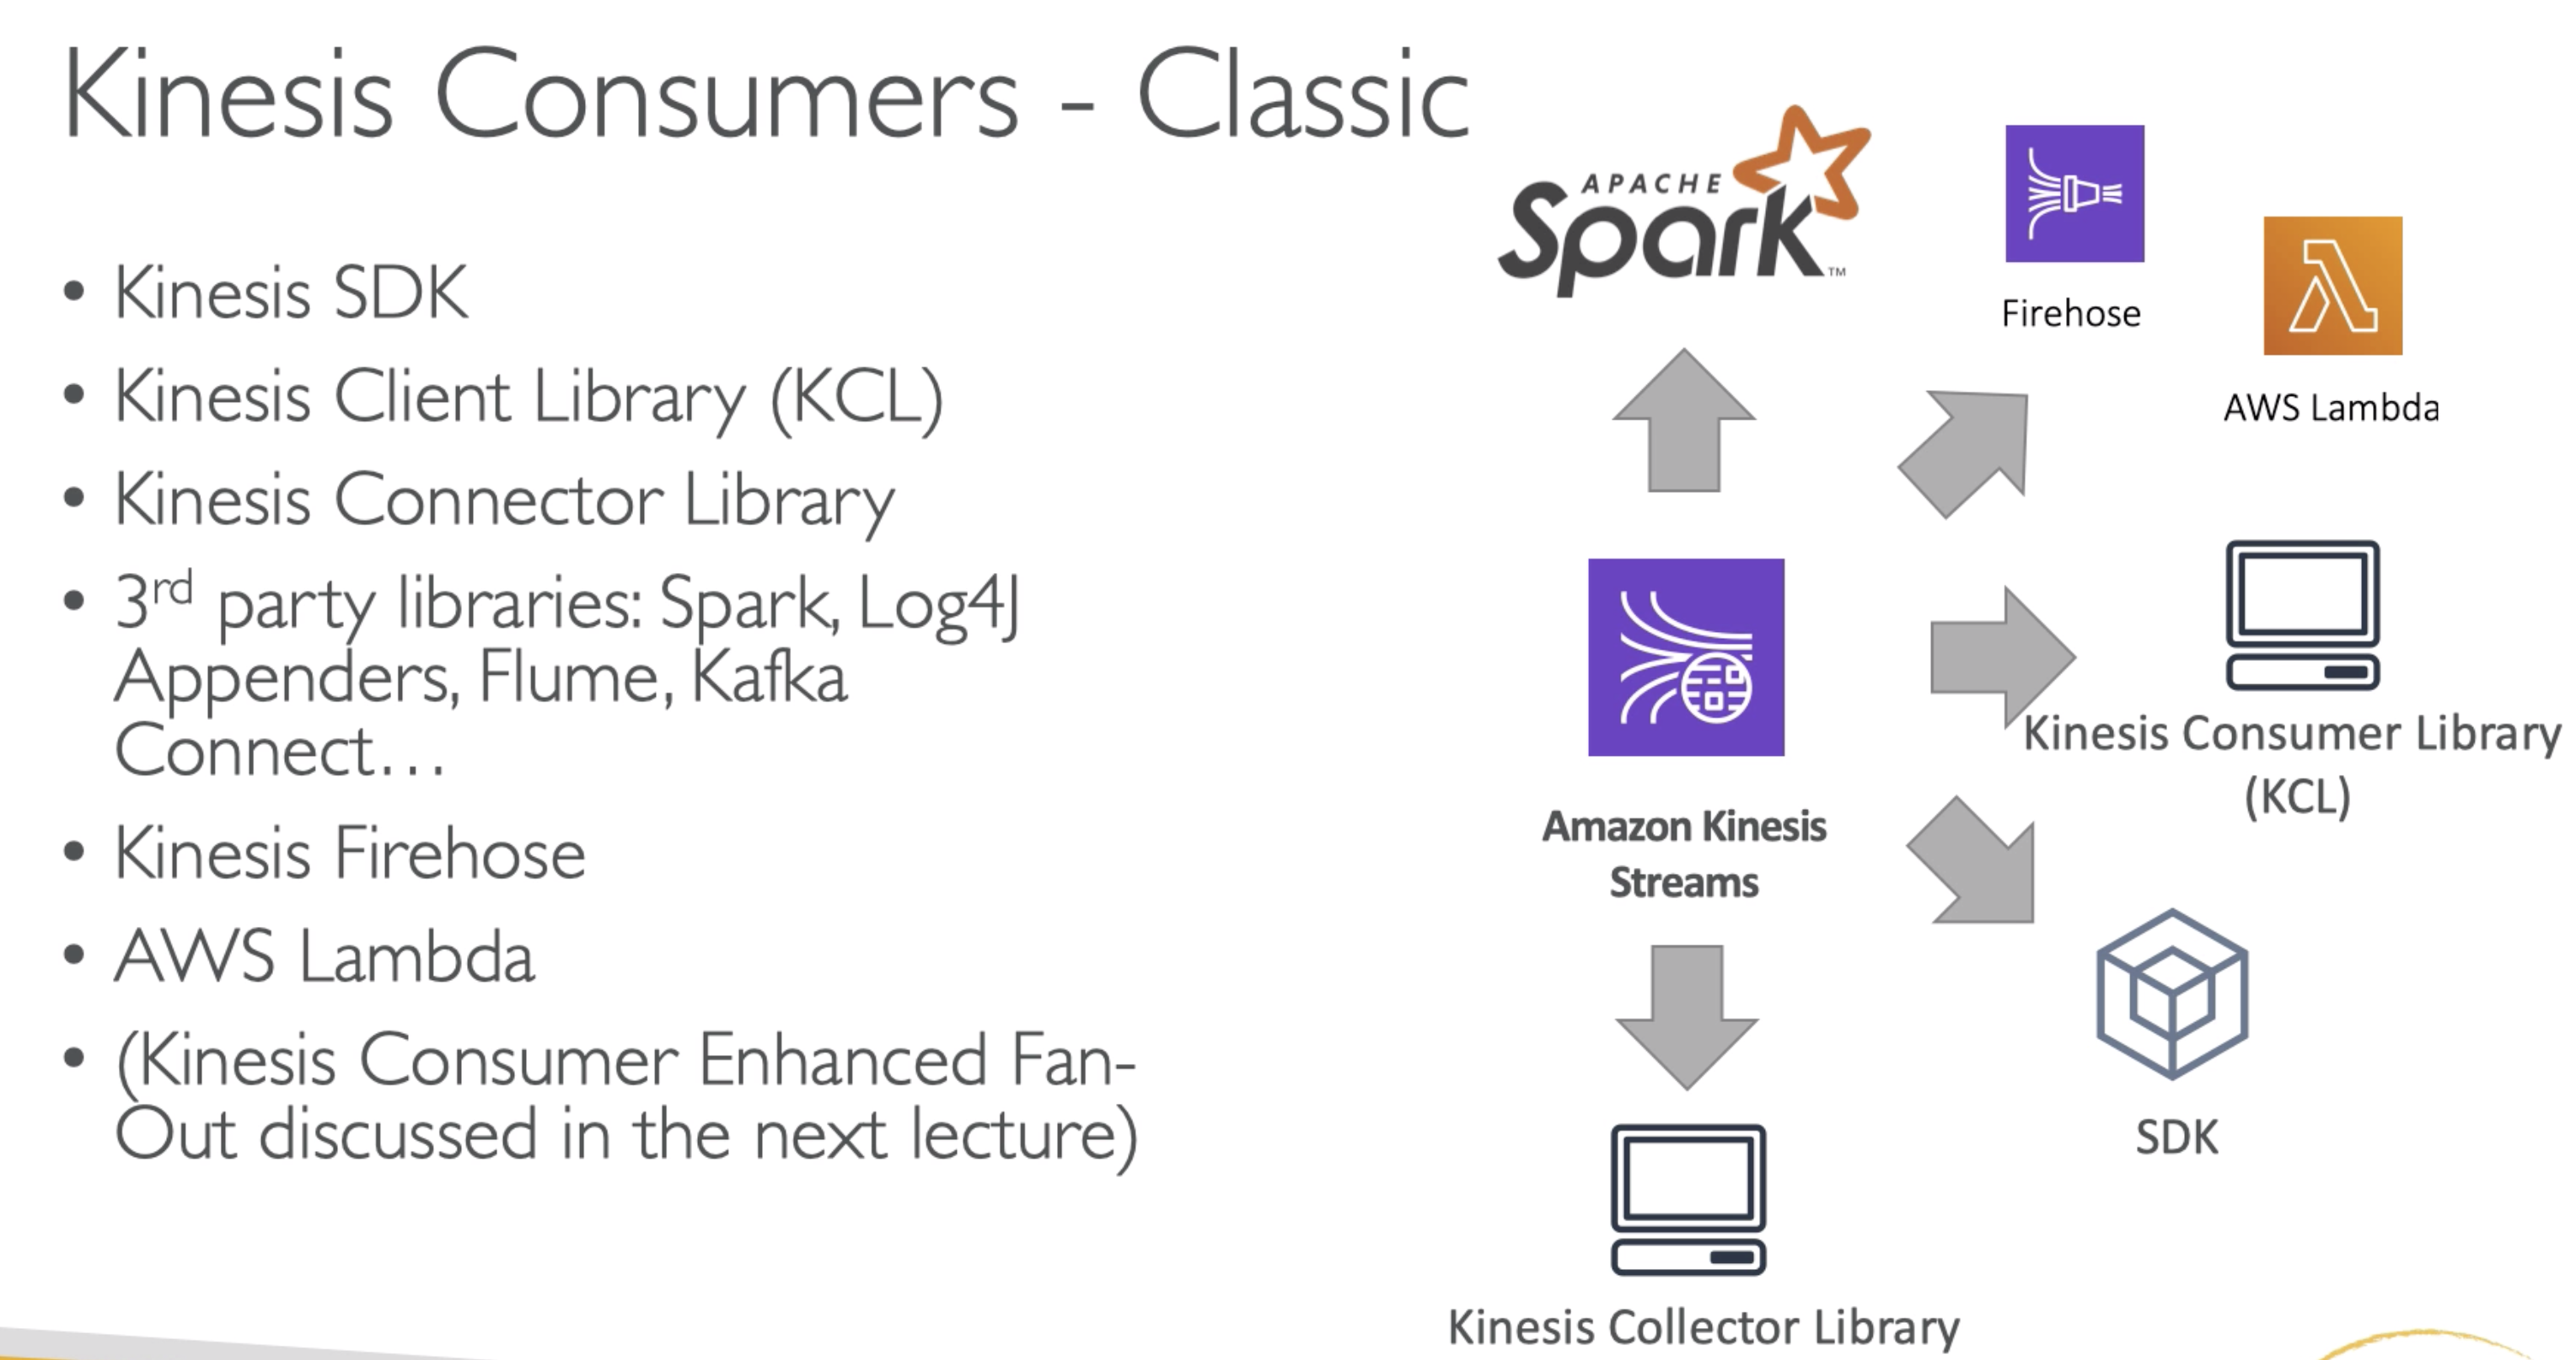 Kinesis Consumers - Classic
• Kinesis SDK
• Kinesis Client Library (KCL)
• Kinesis Connector Library
• 3rd party libraries: Spark, Log4J
Appenders, Flume, Kafka
Connect...
• Kinesis Firehose
• AWS Lambda
• (Kinesis Consumer Enhanced Fan-
Out discussed in the next lecture)
APACHE
Spark™
Firehose
AWS Lambda
Kinesis Consumer Library
(KCL)
Amazon Kinesis
Streams
SDK
Kinesis Collector Library